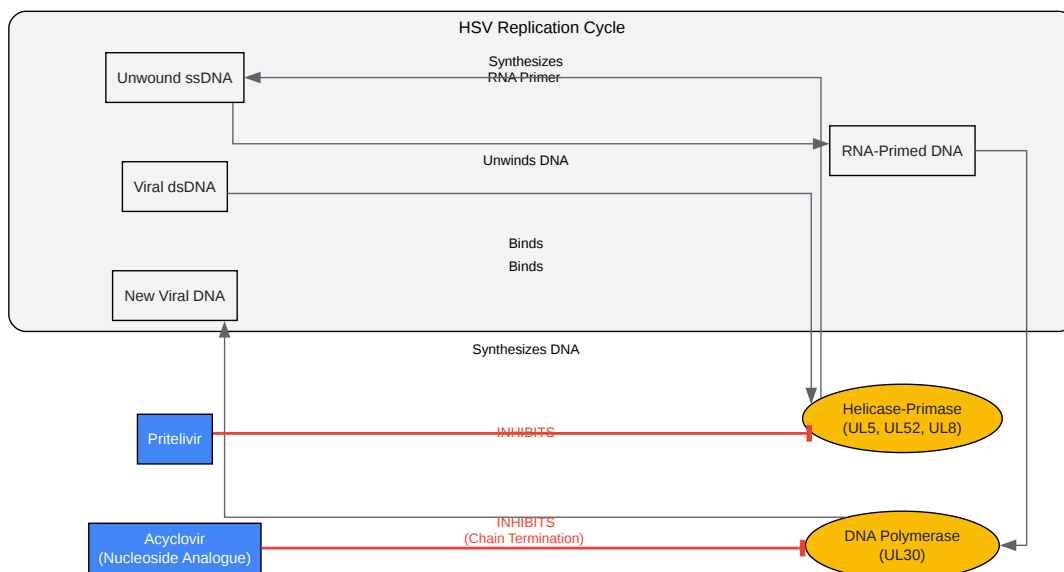 HSV Replication Cycle
Synthesizes
RNA Primer
Unwound ssDNA
RNA-Primed DNA
Unwinds DNA
Viral dsDNA
Binds
Binds
New Viral DNA
Synthesizes DNA
Helicase-Primase
(UL5, UL52, UL8)
Pritelivir
INHIBITS
INHIBITS
(Chain Termination)
Acyclovir
(Nucleoside Analogue)
DNA Polymerase
(UL30)